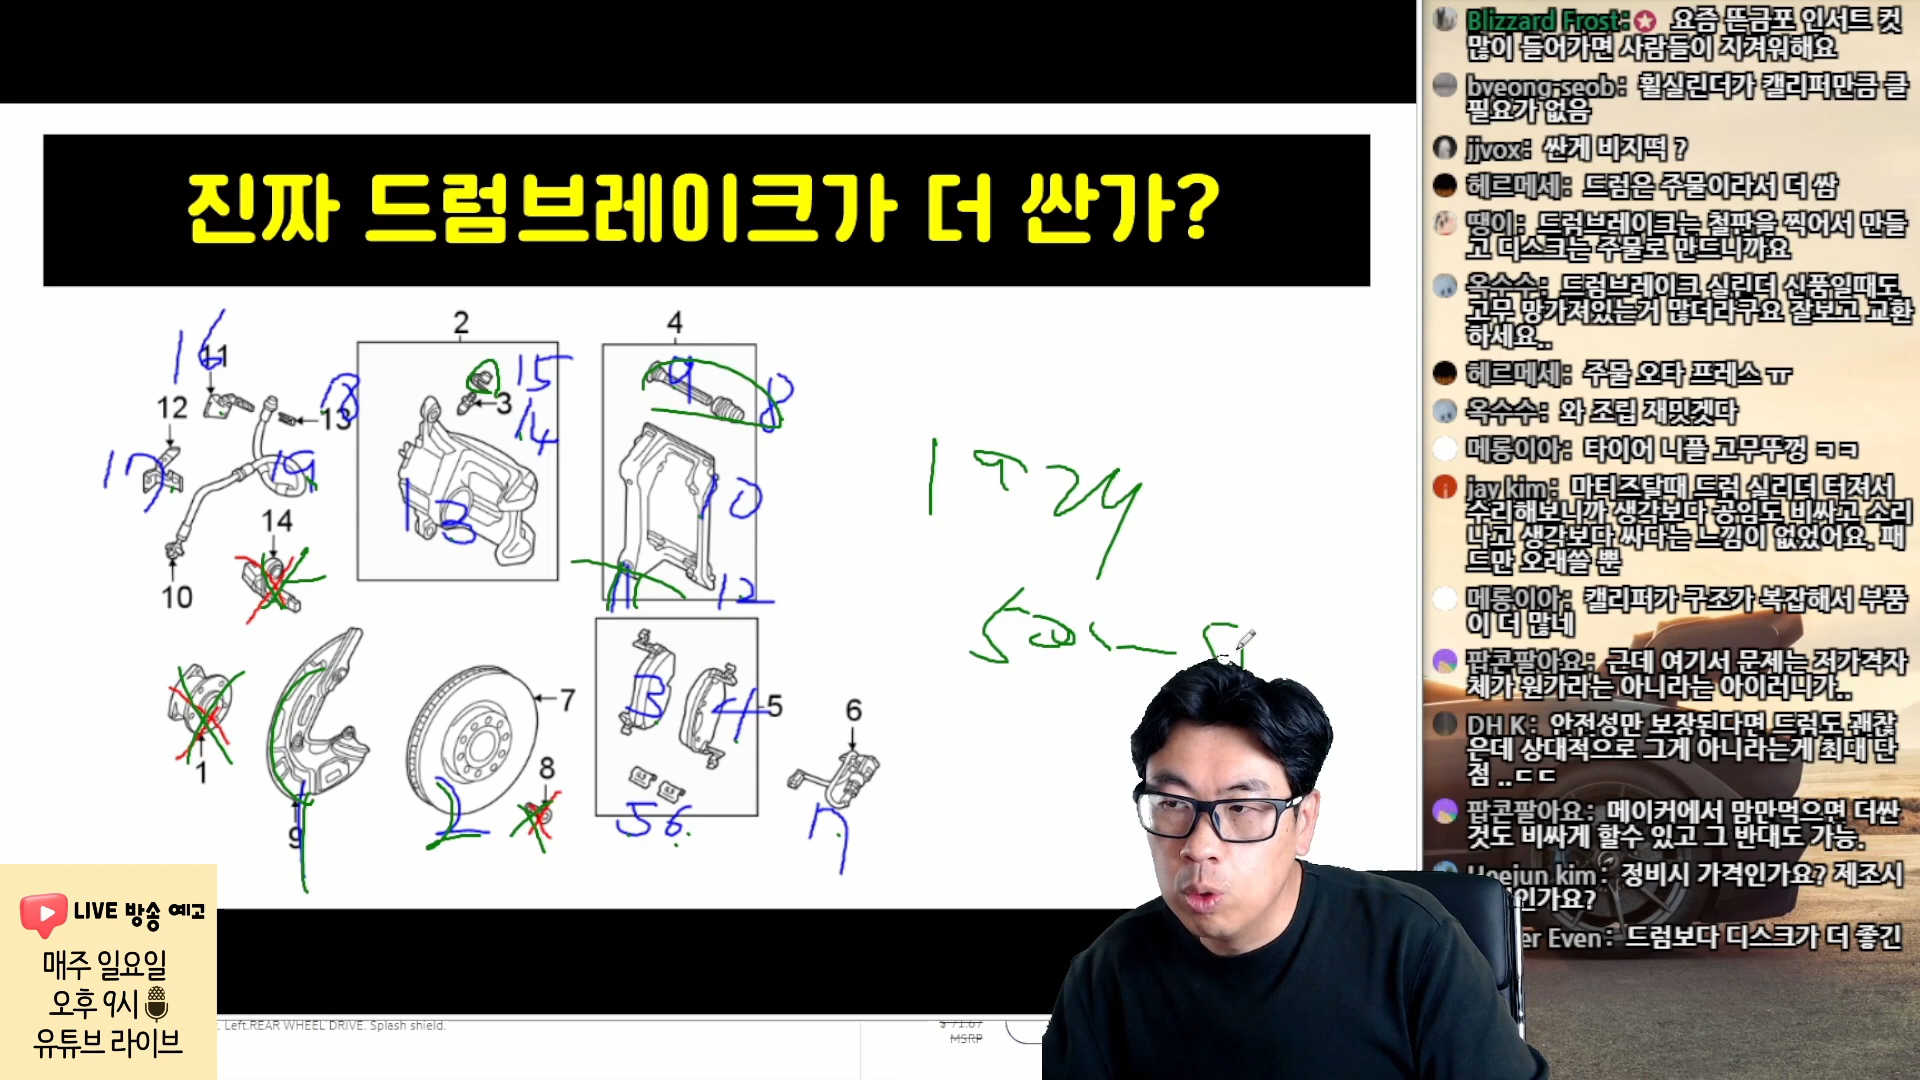 진짜 드럼브레이크가 더 싼가?
2
4
16
11
15
9
8
12
18
13
3
14
17
19
13
10
14
10
11
12
1
9
1
7
2
8
3
4
5
5 6
6
7
19개
LIVE 방송 예고
매주 일요일
오후 9시
유튜브 라이브
Left.REAR WHEEL DRIVE. Splash shield.
$ 71.67
MSRP
Blizzard Frost: 요즘 뜬금포 인서트 컷
많이 들어가면 사람들이 지겨워해요
byeong-seob: 휠실린더가 캘리퍼만큼 클
필요가 없음
jjvox: 싼게 비지떡 ?
헤르메세: 드럼은 주물이라서 더 쌈
땡이: 드럼브레이크는 철판을 찍어서 만들
고 디스크는 주물로 만드니까요
옥수수: 드럼브레이크 실린더 신품일때도
고무 망가져있는거 많더라구요 잘보고 교환
하세요..
헤르메세: 주물 오타 프레스 ㅠ
옥수수: 와 조립 재밋겟다
메롱이아: 타이어 니플 고무뚜껑 ㅋㅋ
jay kim: 마티즈탈때 드럼 실리더 터져서
수리해보니까 생각보다 공임도 비싸고 소리
나고 생각보다 싸다는 느낌이 없었어요. 패
드만 오래쓸 뿐
메롱이아: 캘리퍼가 구조가 복잡해서 부품
이 더 많네
팝콘팔아요: 근데 여기서 문제는 저가격자
체가 원가라는 아니라는 아이러니가..
DH K: 안전성만 보장된다면 드럼도 괜찮
은데 상대적으로 그게 아니라는게 최대 단
점 ..ㄷㄷ
팝콘팔아요: 메이커에서 맘만먹으면 더싼
것도 비싸게 할수 있고 그 반대도 가능.
Heejun kim: 정비시 가격인가요? 제조시
인가요?
er Even: 드럼보다 디스크가 더 좋긴